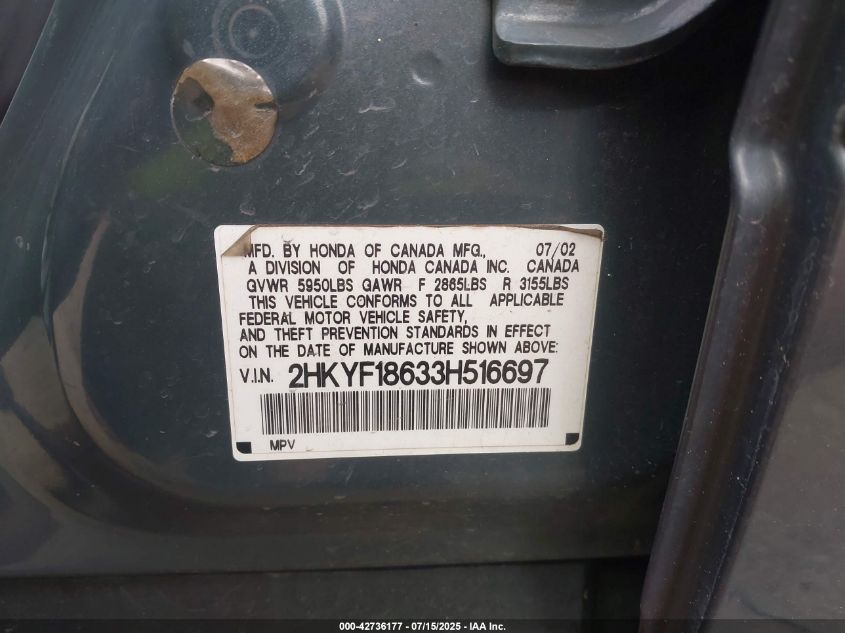 MFD. BY HONDA OF CANADA MFG., 07/02
A DIVISION OF HONDA CANADA INC. CANADA
GVWR 5950LBS GAWR F 2865LBS R 3155LBS
THIS VEHICLE CONFORMS TO ALL APPLICABLE
FEDERAL MOTOR VEHICLE SAFETY,
AND THEFT PREVENTION STANDARDS IN EFFECT
ON THE DATE OF MANUFACTURE SHOWN ABOVE:
V.I.N. 2HKYF18633H516697
MPV
000-42736177 - 07/15/2025 - IAA Inc.